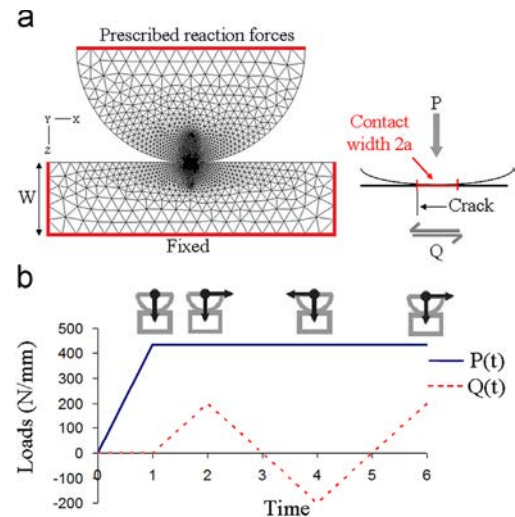 a
Prescribed reaction forces
Y
X
Z
W
Fixed
P
Contact
width 2a
Crack
Q
b
Loads (N/mm)
500
400
300
200
100
0
-100
-200
0 1 2 3 4 5 6
Time
P(t)
Q(t)